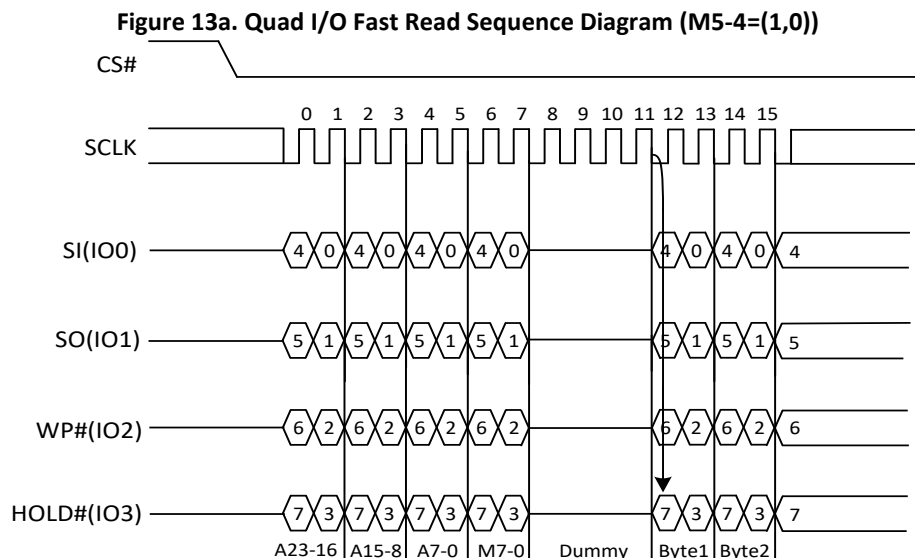 Figure 13a. Quad I/O Fast Read Sequence Diagram (M5-4=(1,0))
CS#
0 1 2 3 4 5 6 7 8 9 10 11 12 13 14 15
SCLK
SI(IO0) 4 0 4 0 4 0 4 0 4 0 4 0 4
SO(IO1) 5 1 5 1 5 1 5 1 5 1 5 1 5
WP#(IO2) 6 2 6 2 6 2 6 2 6 2 6 2 6
HOLD#(IO3) 7 3 7 3 7 3 7 3 7 3 7 3 7
A23-16 A15-8 A7-0 M7-0 Dummy Byte1 Byte2